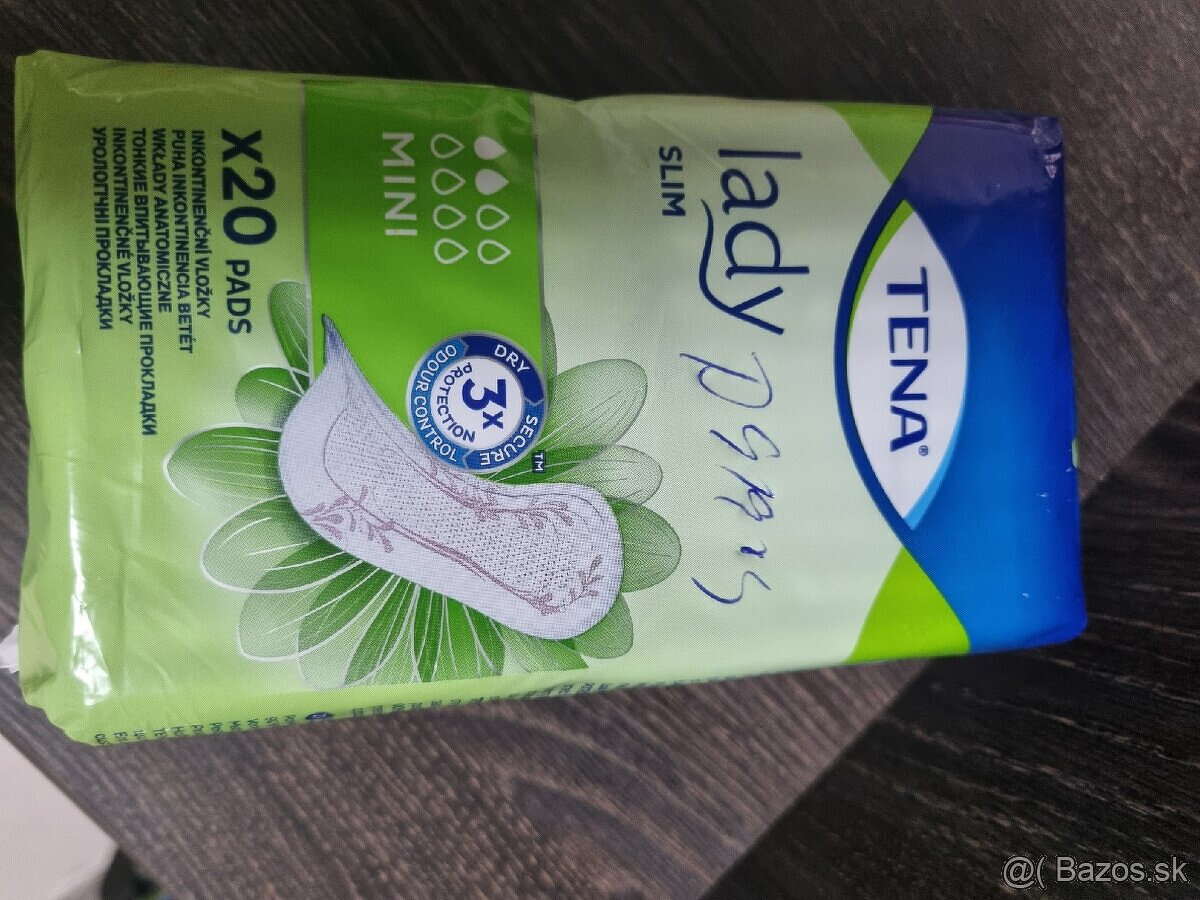 TENA®
lady
SLIM
MINI
3X
PROTECTION
DRY
SECURE
ODOUR CONTROL
TM
X20 PADS
INKONTINENČNÍ VLOŽKY
PUHA INKONTINENCIA BETÉT
WKŁADY ANATOMICZNE
ТОНКИЕ ВПИТЫВАЮЩИЕ ПРОКЛАДКИ
INKONTINENČNÉ VLOŽKY
УРОЛОГІЧНІ ПРОКЛАДКИ
@( Bazos.sk